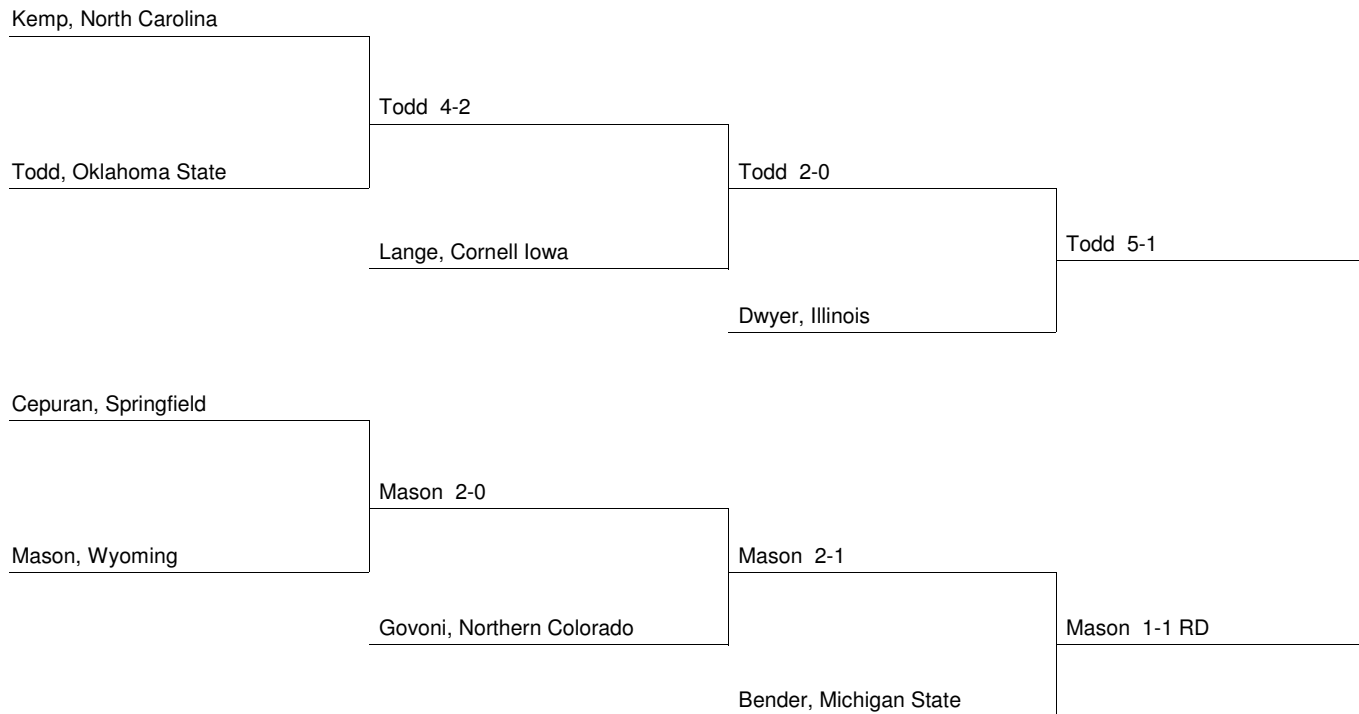 Kemp, North Carolina
Todd 4-2
Todd, Oklahoma State
Todd 2-0
Lange, Cornell Iowa
Todd 5-1
Dwyer, Illinois
Cepuran, Springfield
Mason 2-0
Mason, Wyoming
Mason 2-1
Govoni, Northern Colorado
Mason 1-1 RD
Bender, Michigan State